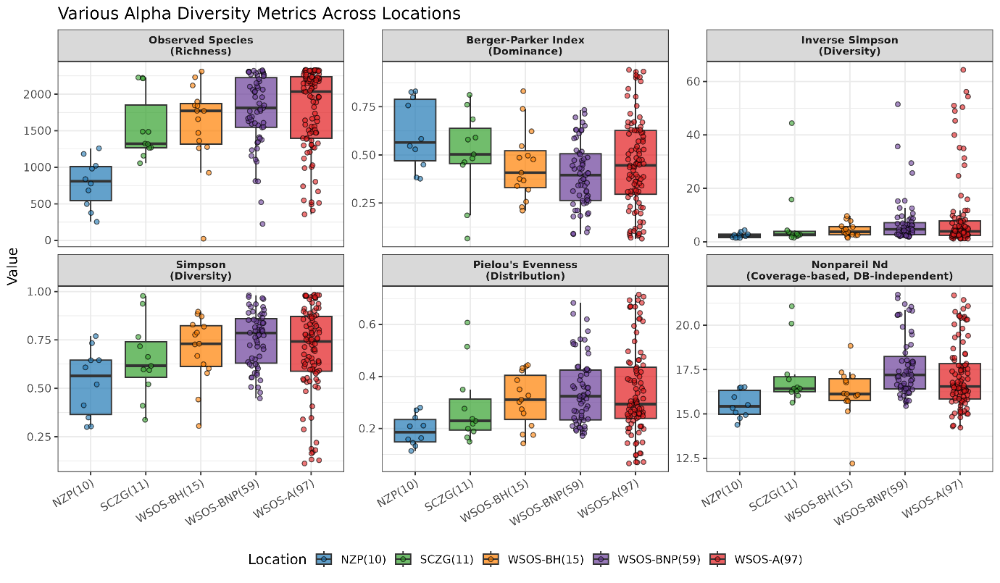 Various Alpha Diversity Metrics Across Locations
Observed Species
(Richness)
Berger-Parker Index
(Dominance)
Inverse Simpson
(Diversity)
2000
1500
1000
500
0
0.75
0.50
0.25
60
40
20
0
Value
Simpson
(Diversity)
Pielou's Evenness
(Distribution)
Nonpareil Nd
(Coverage-based, DB-independent)
1.00
0.75
0.50
0.25
0.6
0.4
0.2
20.0
17.5
15.0
12.5
NZP(10)
SCZG(11)
WSOS-BH(15)
WSOS-BNP(59)
WSOS-A(97)
NZP(10)
SCZG(11)
WSOS-BH(15)
WSOS-BNP(59)
WSOS-A(97)
NZP(10)
SCZG(11)
WSOS-BH(15)
WSOS-BNP(59)
WSOS-A(97)
Location NZP(10) SCZG(11) WSOS-BH(15) WSOS-BNP(59) WSOS-A(97)